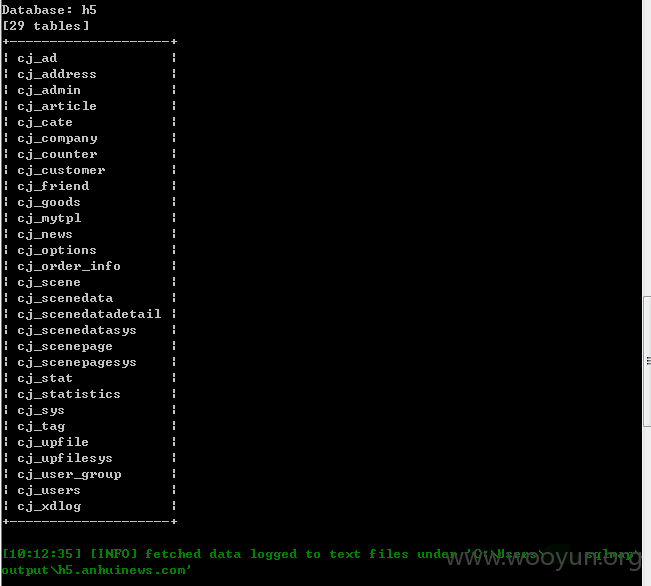 Database: h5
[29 tables]
+--------------------+
¦ cj_ad ¦
¦ cj_address ¦
¦ cj_admin ¦
¦ cj_article ¦
¦ cj_cate ¦
¦ cj_company ¦
¦ cj_counter ¦
¦ cj_customer ¦
¦ cj_friend ¦
¦ cj_goods ¦
¦ cj_mytpl ¦
¦ cj_news ¦
¦ cj_options ¦
¦ cj_order_info ¦
¦ cj_scene ¦
¦ cj_scenedata ¦
¦ cj_scenedatadetail ¦
¦ cj_scenedatasys ¦
¦ cj_scenepage ¦
¦ cj_scenepagesys ¦
¦ cj_stat ¦
¦ cj_statistics ¦
¦ cj_sys ¦
¦ cj_tag ¦
¦ cj_upfile ¦
¦ cj_upfilesys ¦
¦ cj_user_group ¦
¦ cj_users ¦
¦ cj_xdlog ¦
+--------------------+
[10:12:35] [INFO] fetched data logged to text files under 'C:\Users\ sqlmap
output\h5.anhuinews.com'
www.wooyun.org